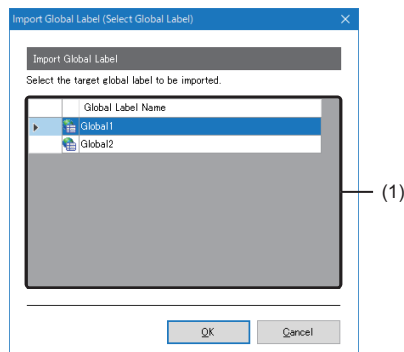 Import Global Label (Select Global Label)
Import Global Label
Select the target global label to be imported.
Global Label Name
Global1
Global2
(1)
OK Cancel